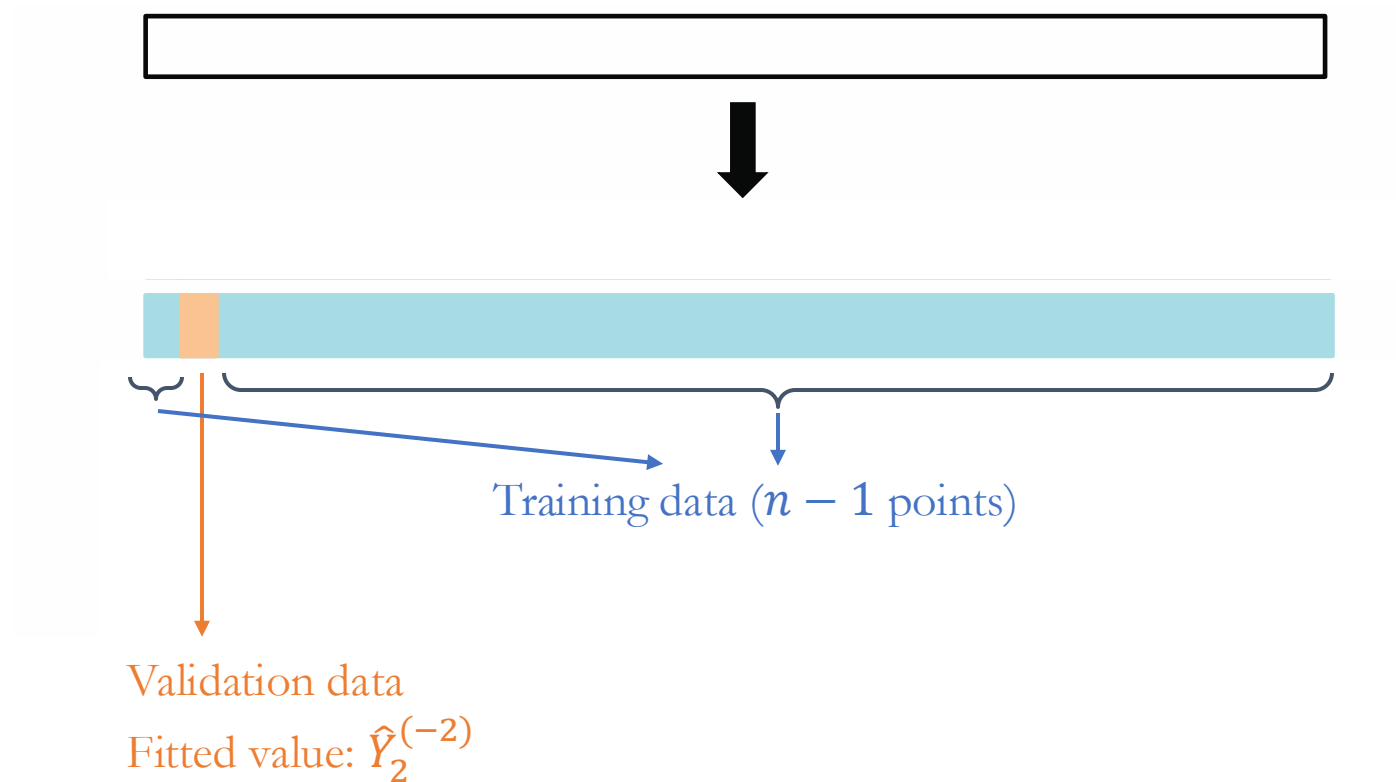 Training data (n − 1 points)
Validation data
Fitted value: Ŷ₂⁽⁻²⁾